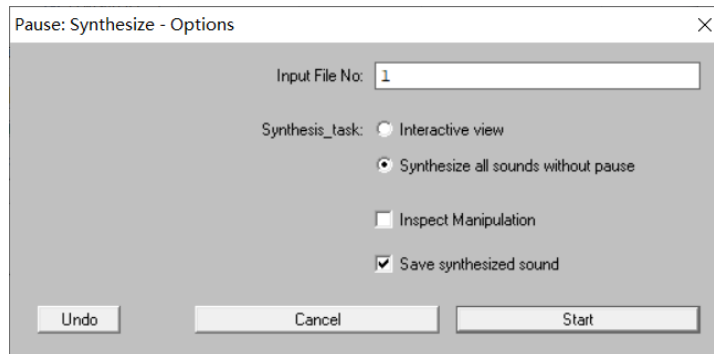 Pause: Synthesize - Options
Input File No: 1
Synthesis_task: Interactive view
Synthesize all sounds without pause
Inspect Manipulation
Save synthesized sound
Undo Cancel Start